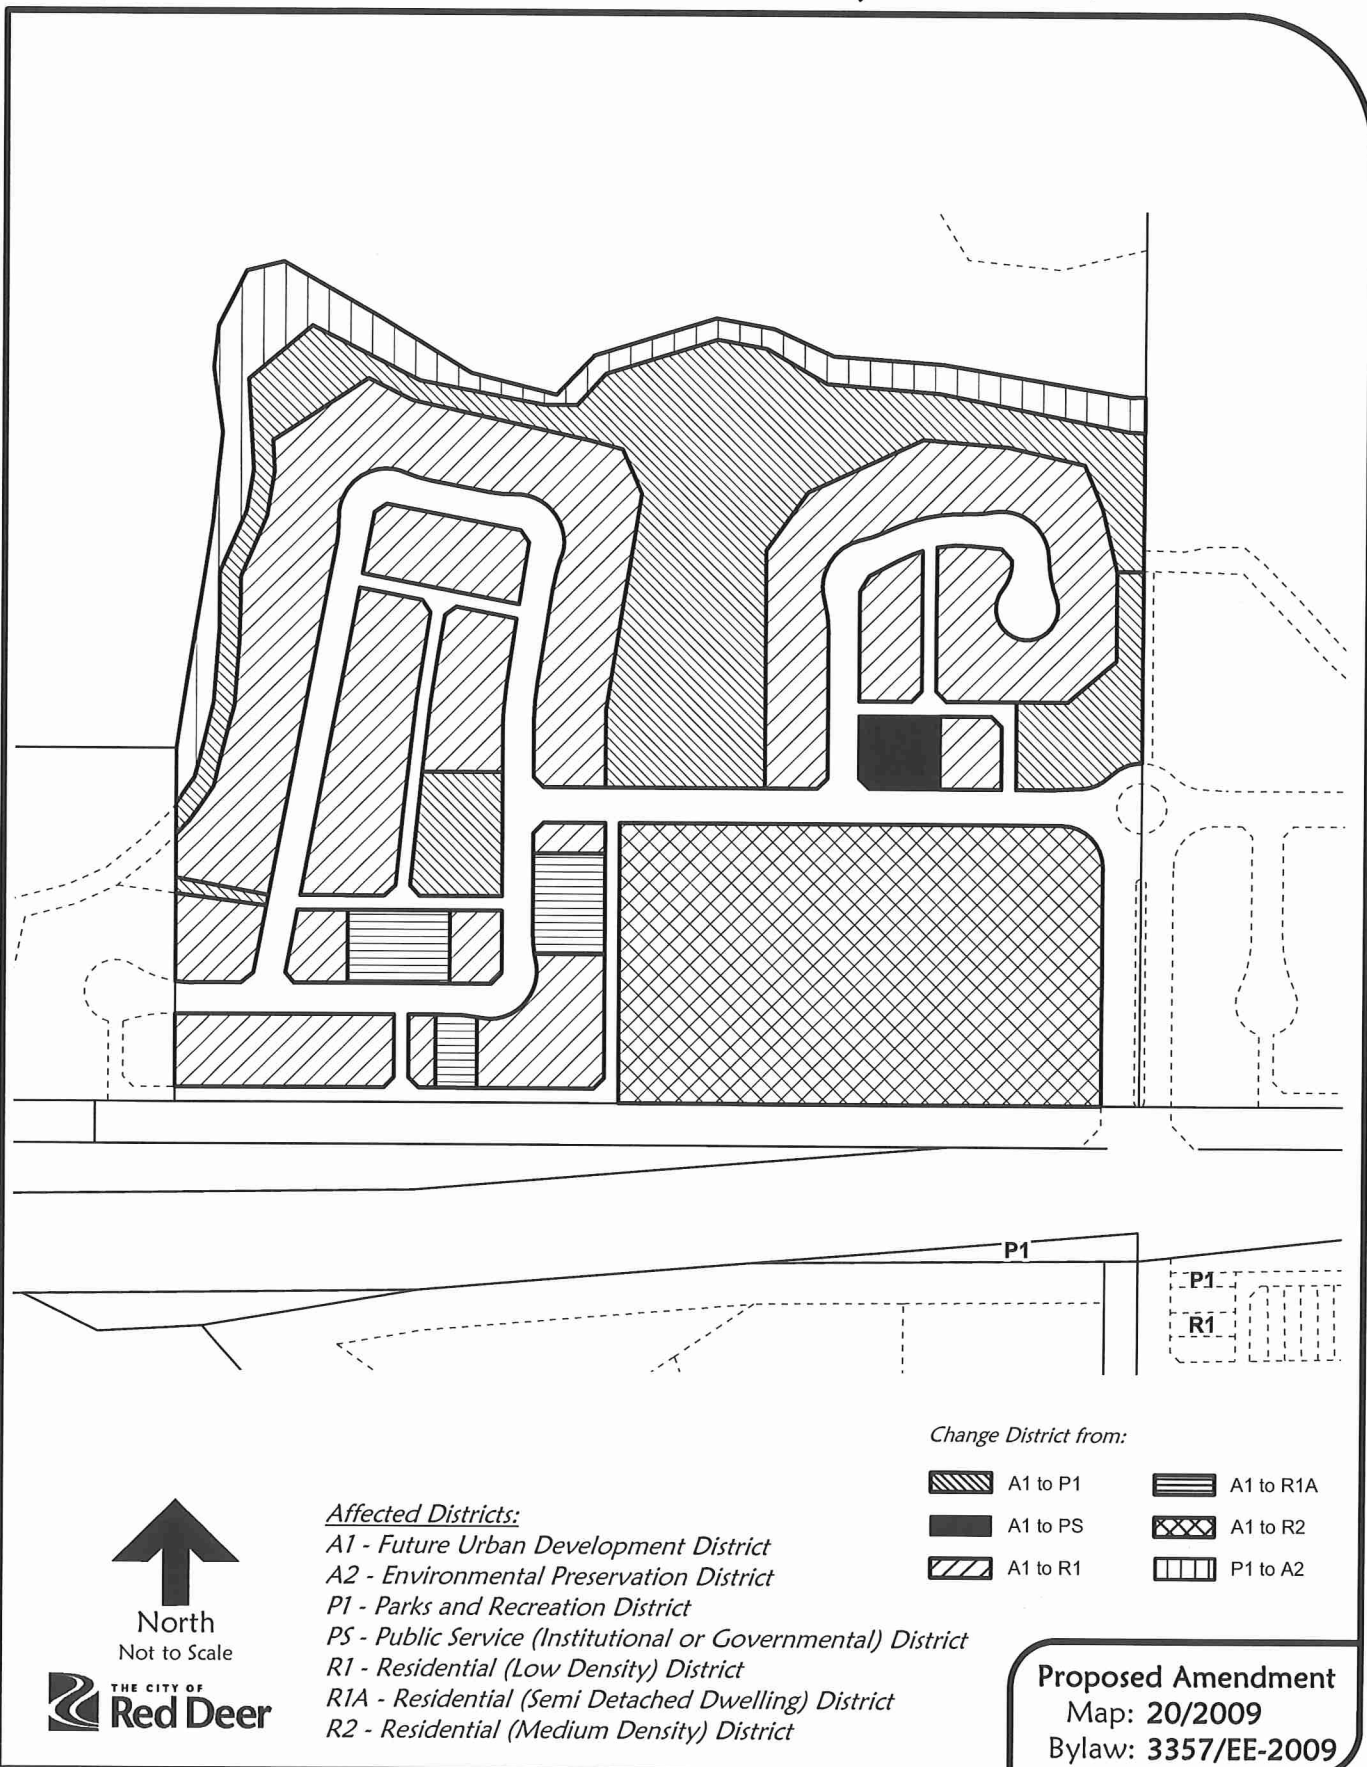 P1
P1
R1
Change District from:
A1 to P1
A1 to R1A
A1 to PS
A1 to R2
A1 to R1
P1 to A2
Affected Districts:
A1 - Future Urban Development District
A2 - Environmental Preservation District
P1 - Parks and Recreation District
PS - Public Service (Institutional or Governmental) District
R1 - Residential (Low Density) District
R1A - Residential (Semi Detached Dwelling) District
R2 - Residential (Medium Density) District
North
Not to Scale
THE CITY OF
Red Deer
Proposed Amendment
Map: 20/2009
Bylaw: 3357/EE-2009